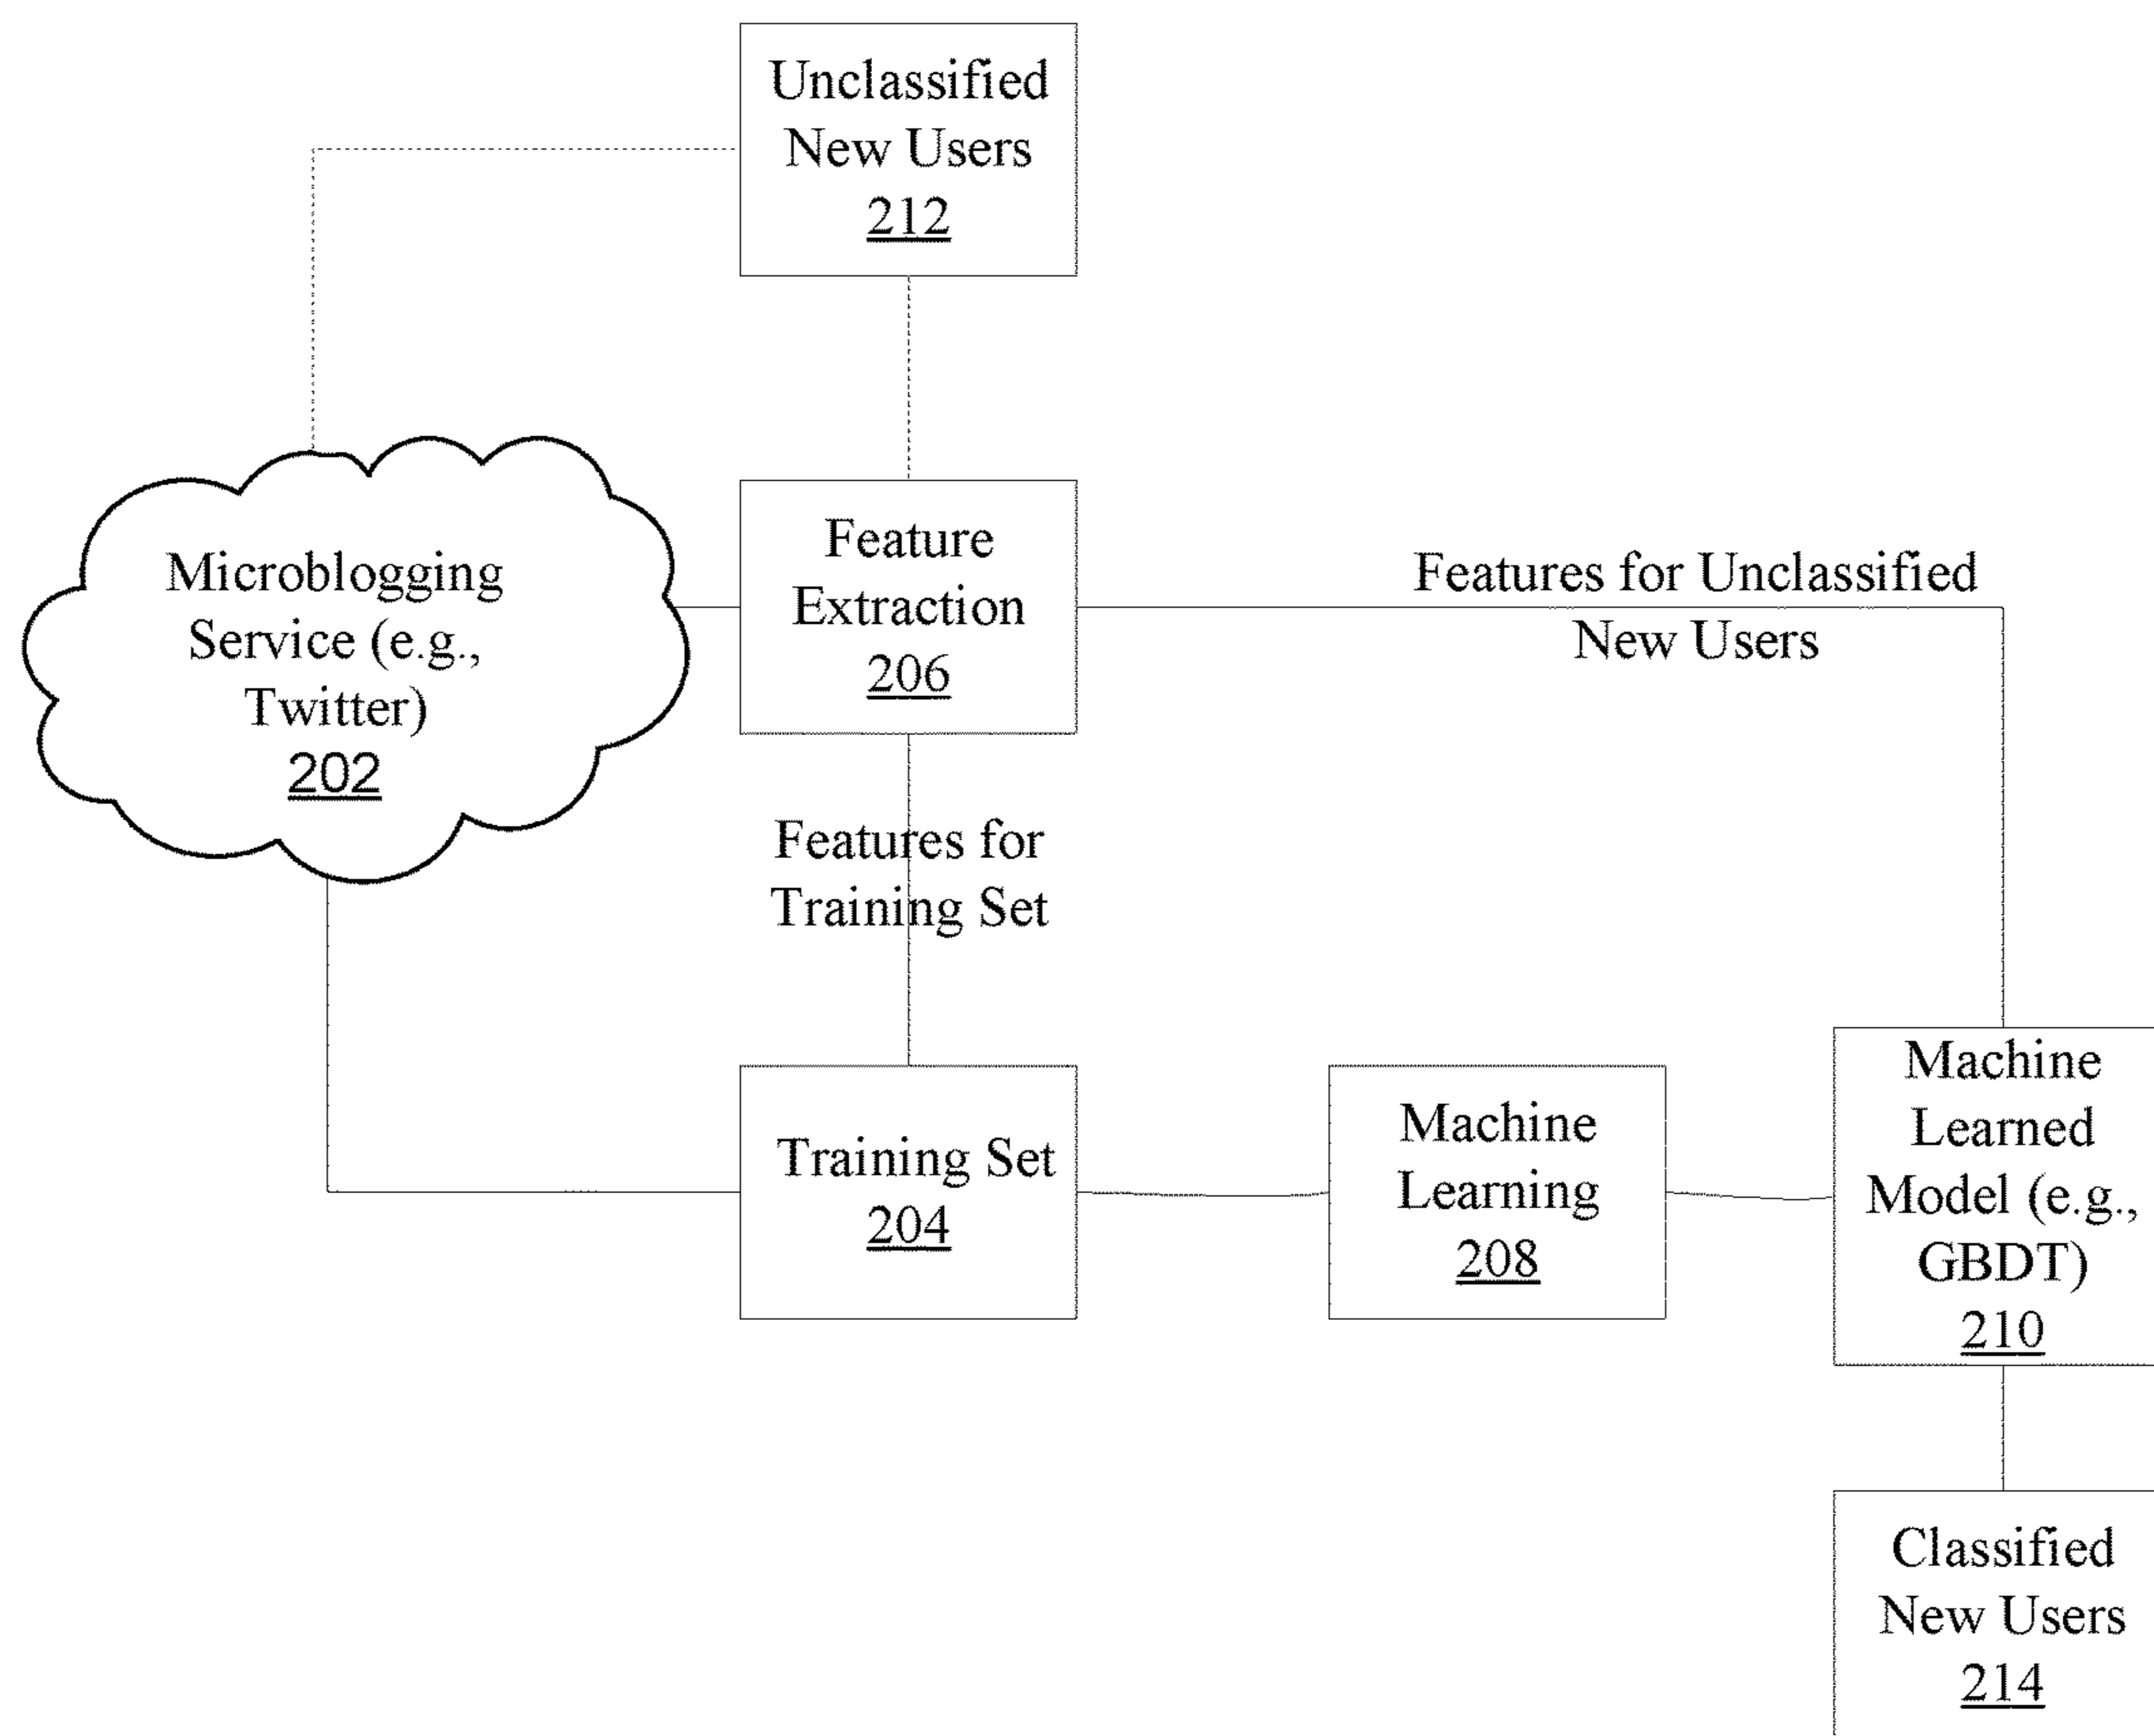 Unclassified
New Users
212
Microblogging
Service (e.g.,
Twitter)
202
Feature
Extraction
206
Features for Unclassified
New Users
Features for
Training Set
Training Set
204
Machine
Learning
208
Machine
Learned
Model (e.g.,
GBDT)
210
Classified
New Users
214